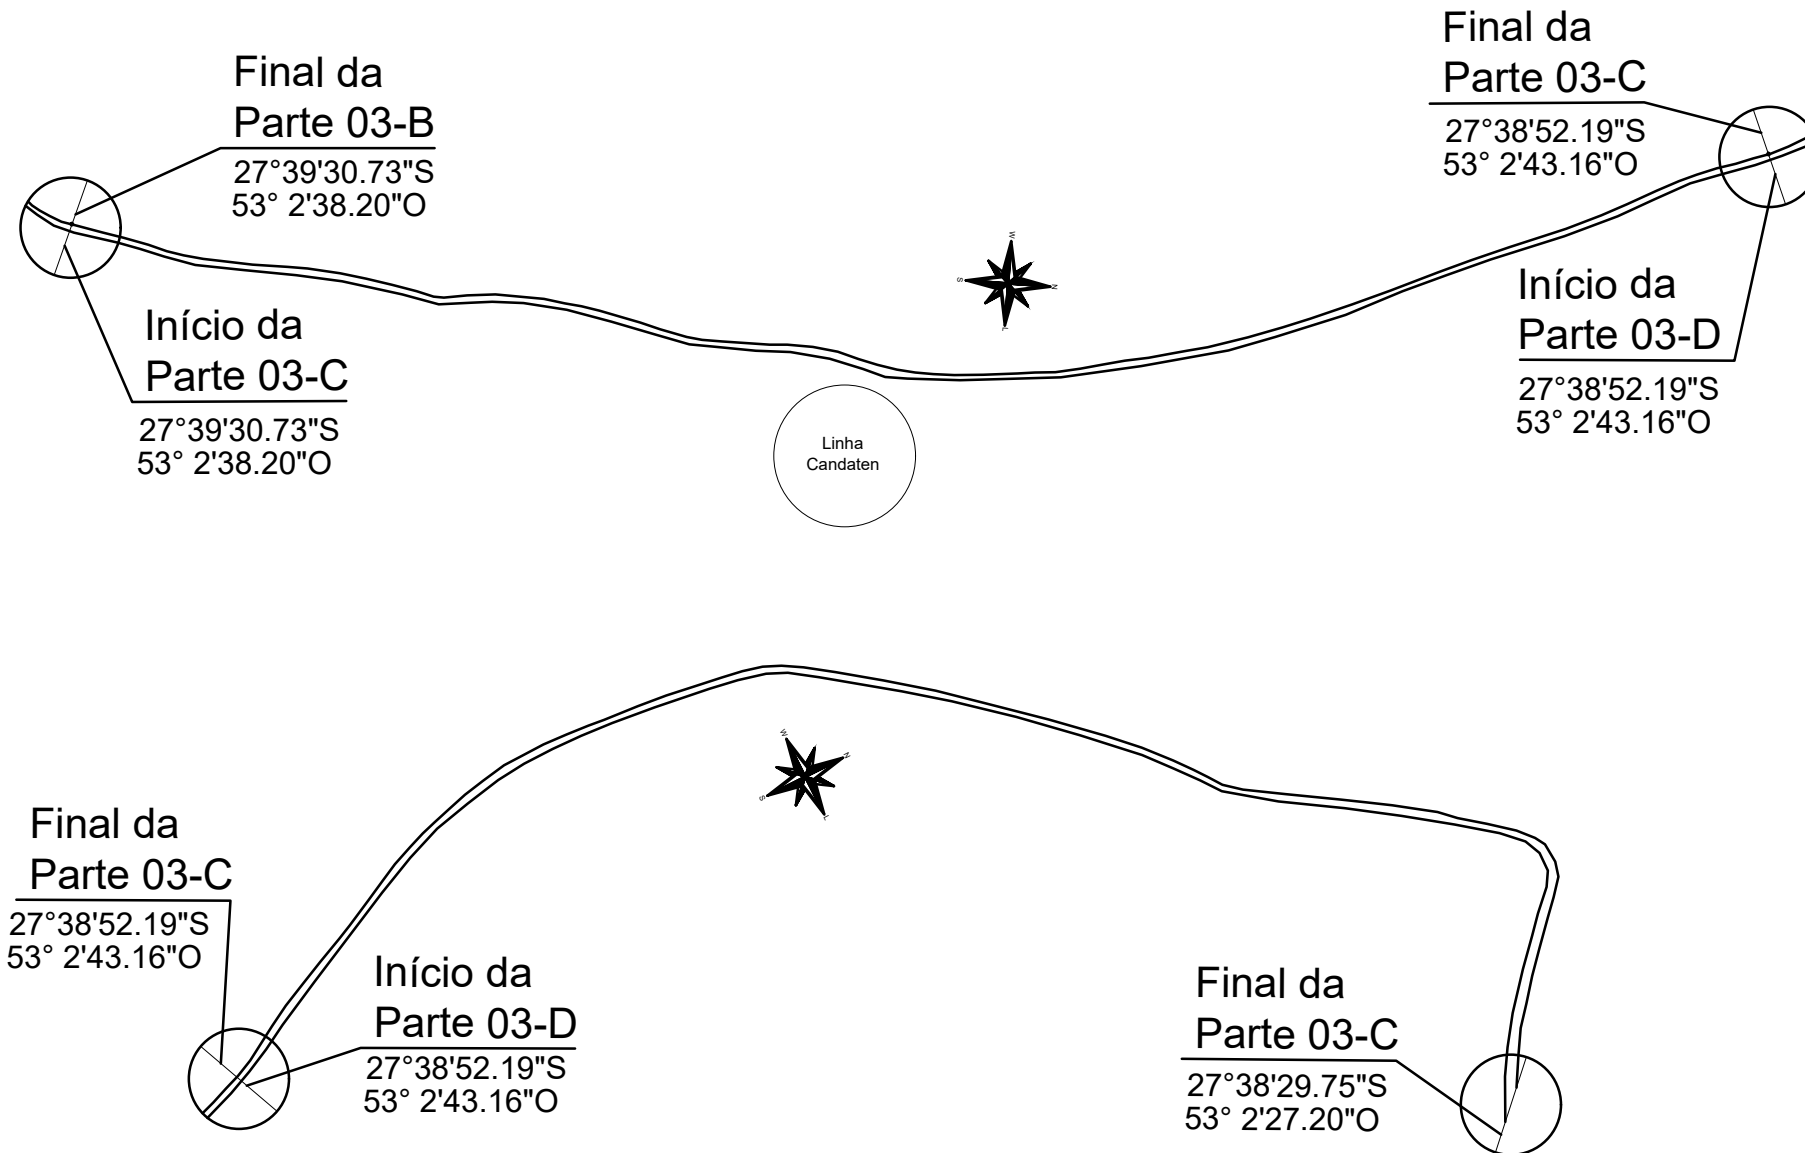 Final da
Parte 03-B
27°39'30.73"S
53° 2'38.20"O
Final da
Parte 03-C
27°38'52.19"S
53° 2'43.16"O
Início da
Parte 03-C
27°39'30.73"S
53° 2'38.20"O
W
S
N
L
Início da
Parte 03-D
27°38'52.19"S
53° 2'43.16"O
Linha
Candaten
W
N
S
L
Final da
Parte 03-C
27°38'52.19"S
53° 2'43.16"O
Início da
Parte 03-D
27°38'52.19"S
53° 2'43.16"O
Final da
Parte 03-C
27°38'29.75"S
53° 2'27.20"O